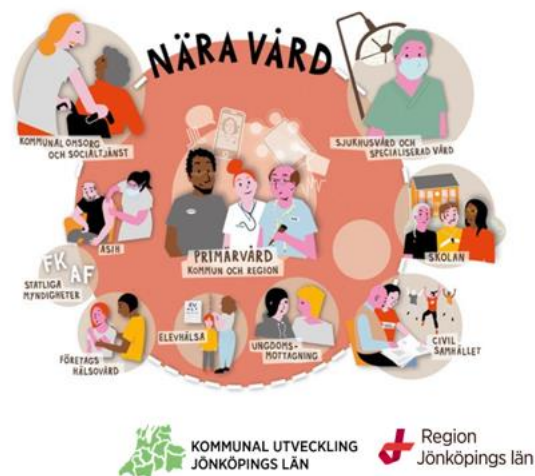 NÄRA VÅRD
KOMMUNAL OMSORG
OCH SOCIALTJÄNST
SJUKHUSVÅRD OCH
SPECIALISERAD VÅRD
ASIH
PRIMÄRVÅRD
KOMMUN OCH REGION
SKOLAN
FK
AF
STATLIGA
MYNDIGHETER
FÖRETAGS
HÄLSOVÅRD
ELEVHÄLSA
UNGDOMS-
MOTTAGNING
CIVIL
SAMHÄLLET
KOMMUNAL UTVECKLING
JÖNKÖPINGS LÄN
Region
Jönköpings län